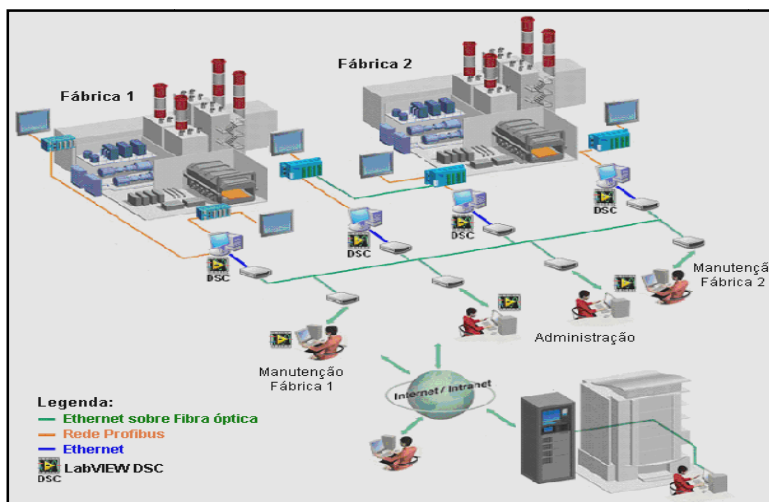 Fábrica 1
Fábrica 2
DSC
DSC
DSC
DSC
Manutenção
Fábrica 2
Administração
Manutenção
Fábrica 1
Internet / Intranet
Legenda:
Ethernet sobre Fibra óptica
Rede Profibus
Ethernet
LabVIEW DSC
DSC